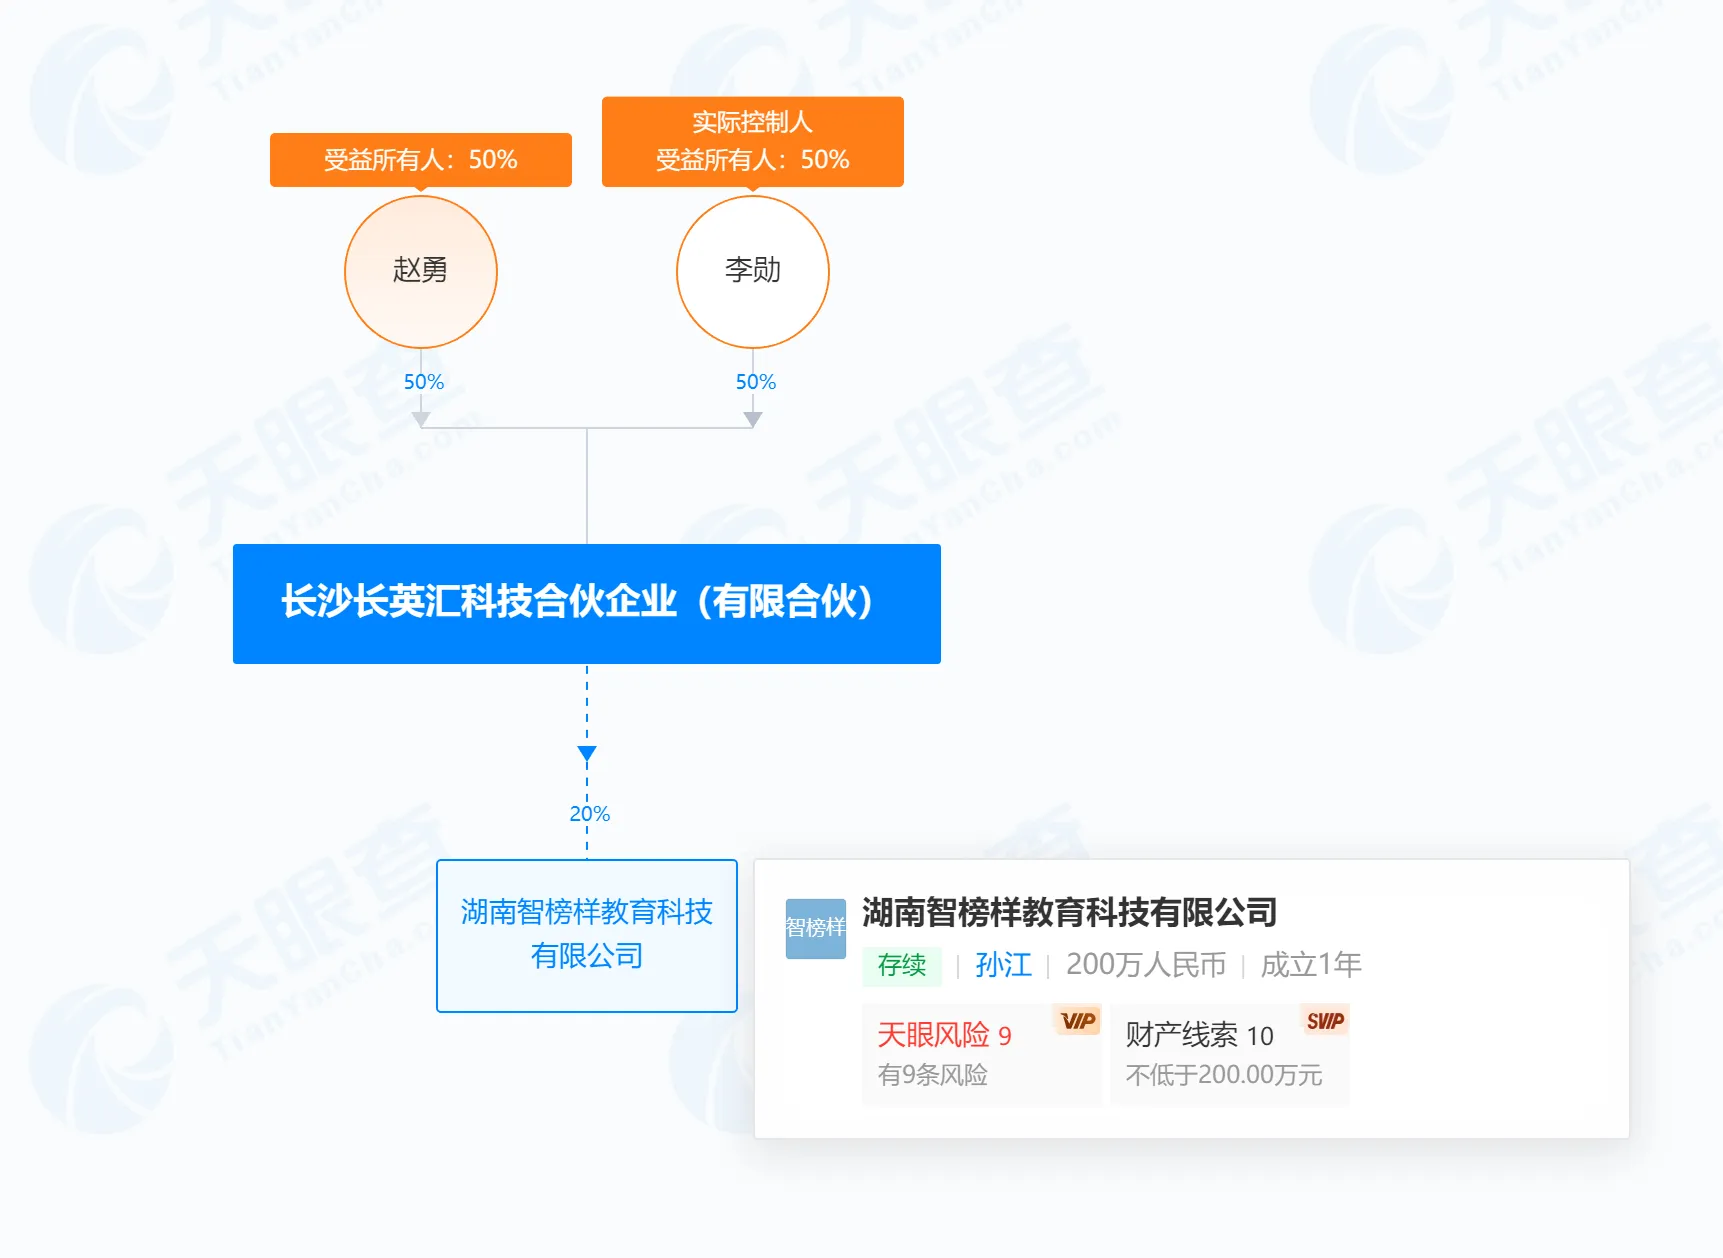 实际控制人
受益所有人：50%
受益所有人：50%
赵勇
李勋
50%
50%
长沙长英汇科技合伙企业（有限合伙）
20%
湖南智榜样教育科技
有限公司
智榜样
湖南智榜样教育科技有限公司
存续 | 孙江 | 200万人民币 | 成立1年
天眼风险 9 VIP
有9条风险
财产线索 10 SVIP
不低于200.00万元
天眼查
TianYanCha.com